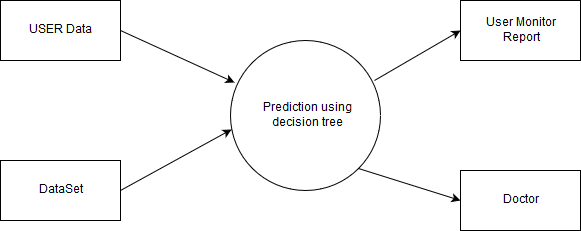 USER Data
User Monitor
Report
Prediction using
decision tree
DataSet
Doctor